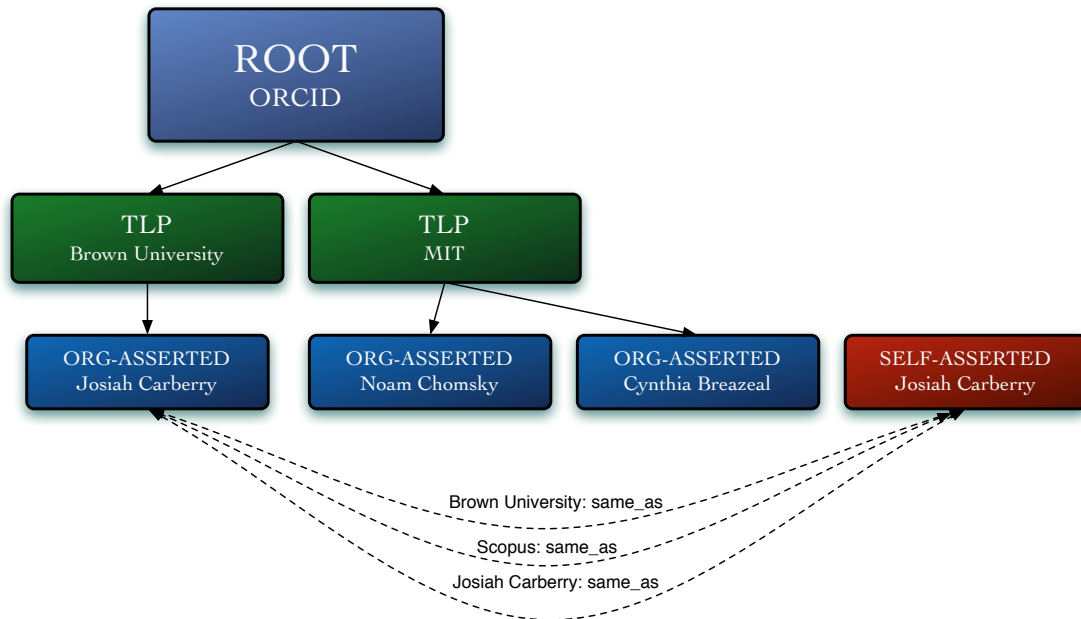 ROOT
ORCID
TLP
Brown University
TLP
MIT
ORG-ASSERTED
Josiah Carberry
ORG-ASSERTED
Noam Chomsky
ORG-ASSERTED
Cynthia Breazeal
SELF-ASSERTED
Josiah Carberry
Brown University: same_as
Scopus: same_as
Josiah Carberry: same_as